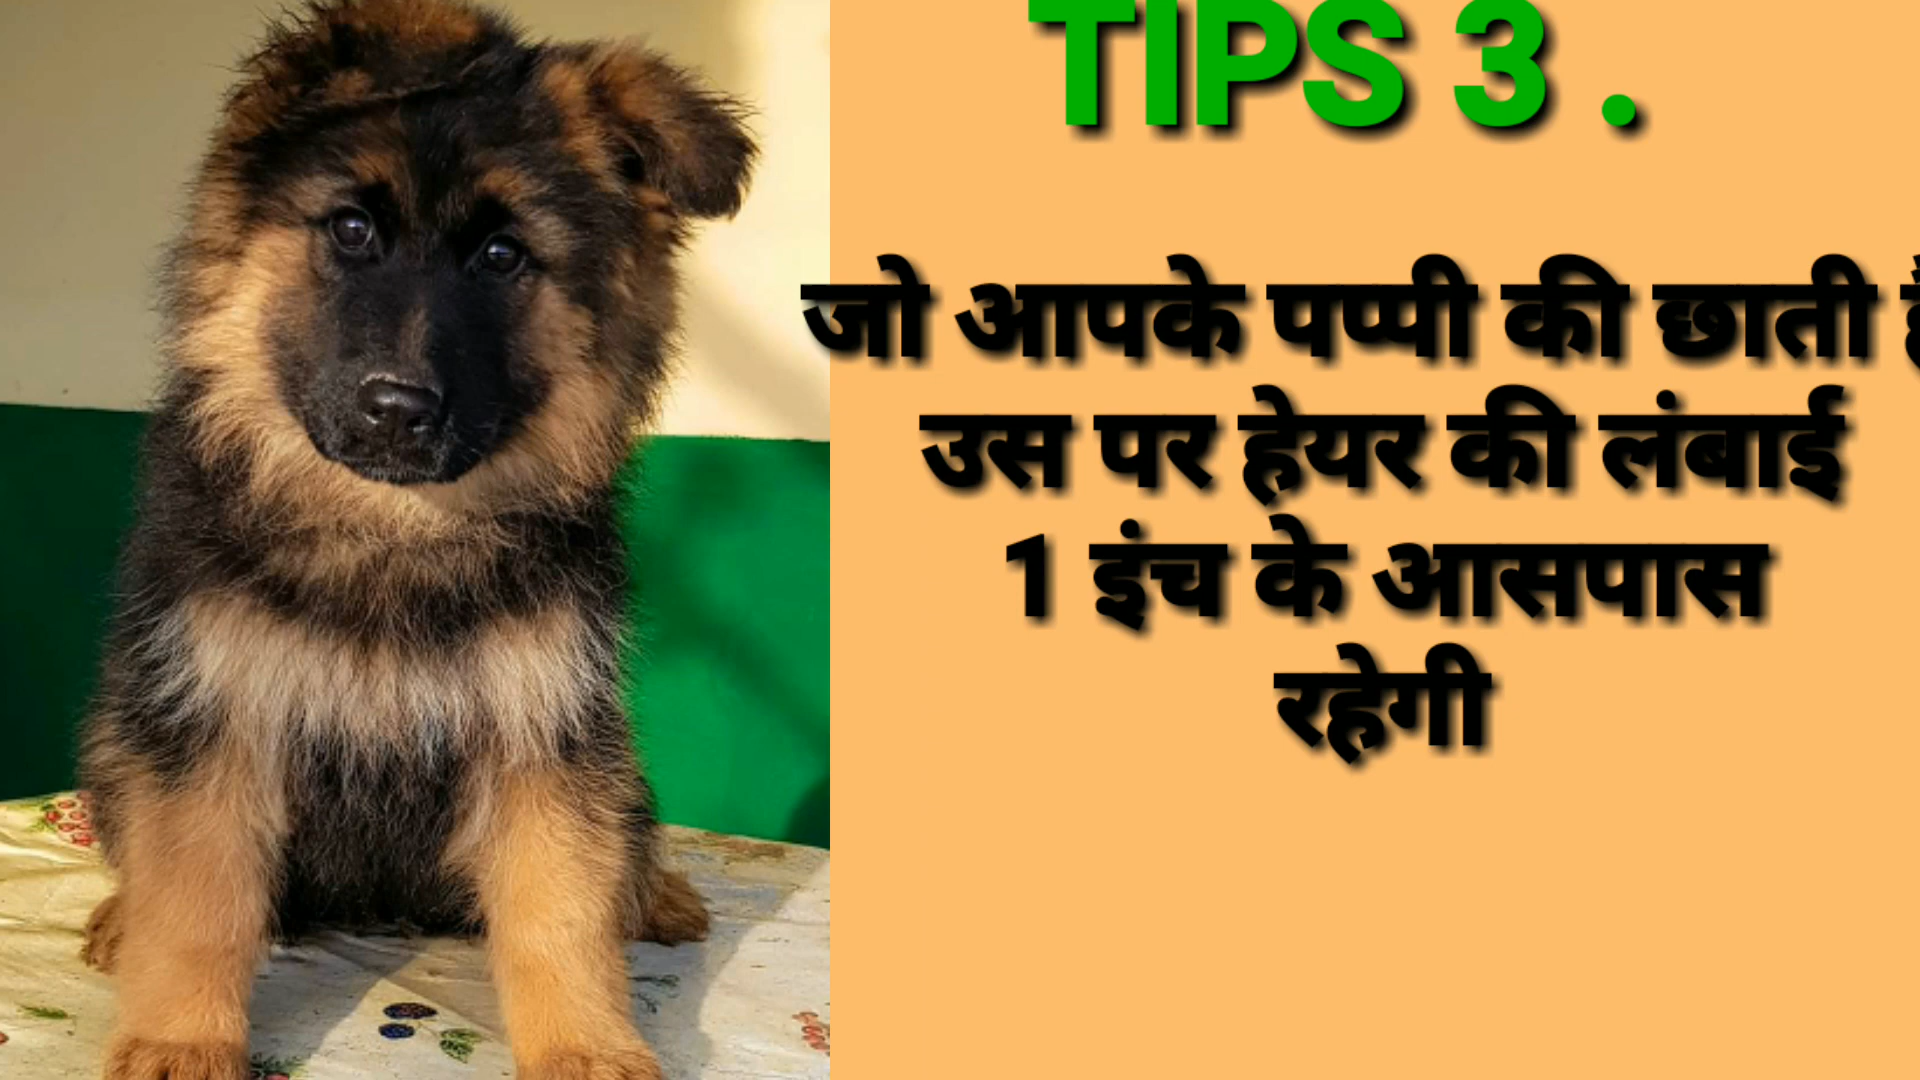 TIPS 3 .
जो आपके पप्पी की छाती है
उस पर हेयर की लंबाई
1 इंच के आसपास
रहेगी